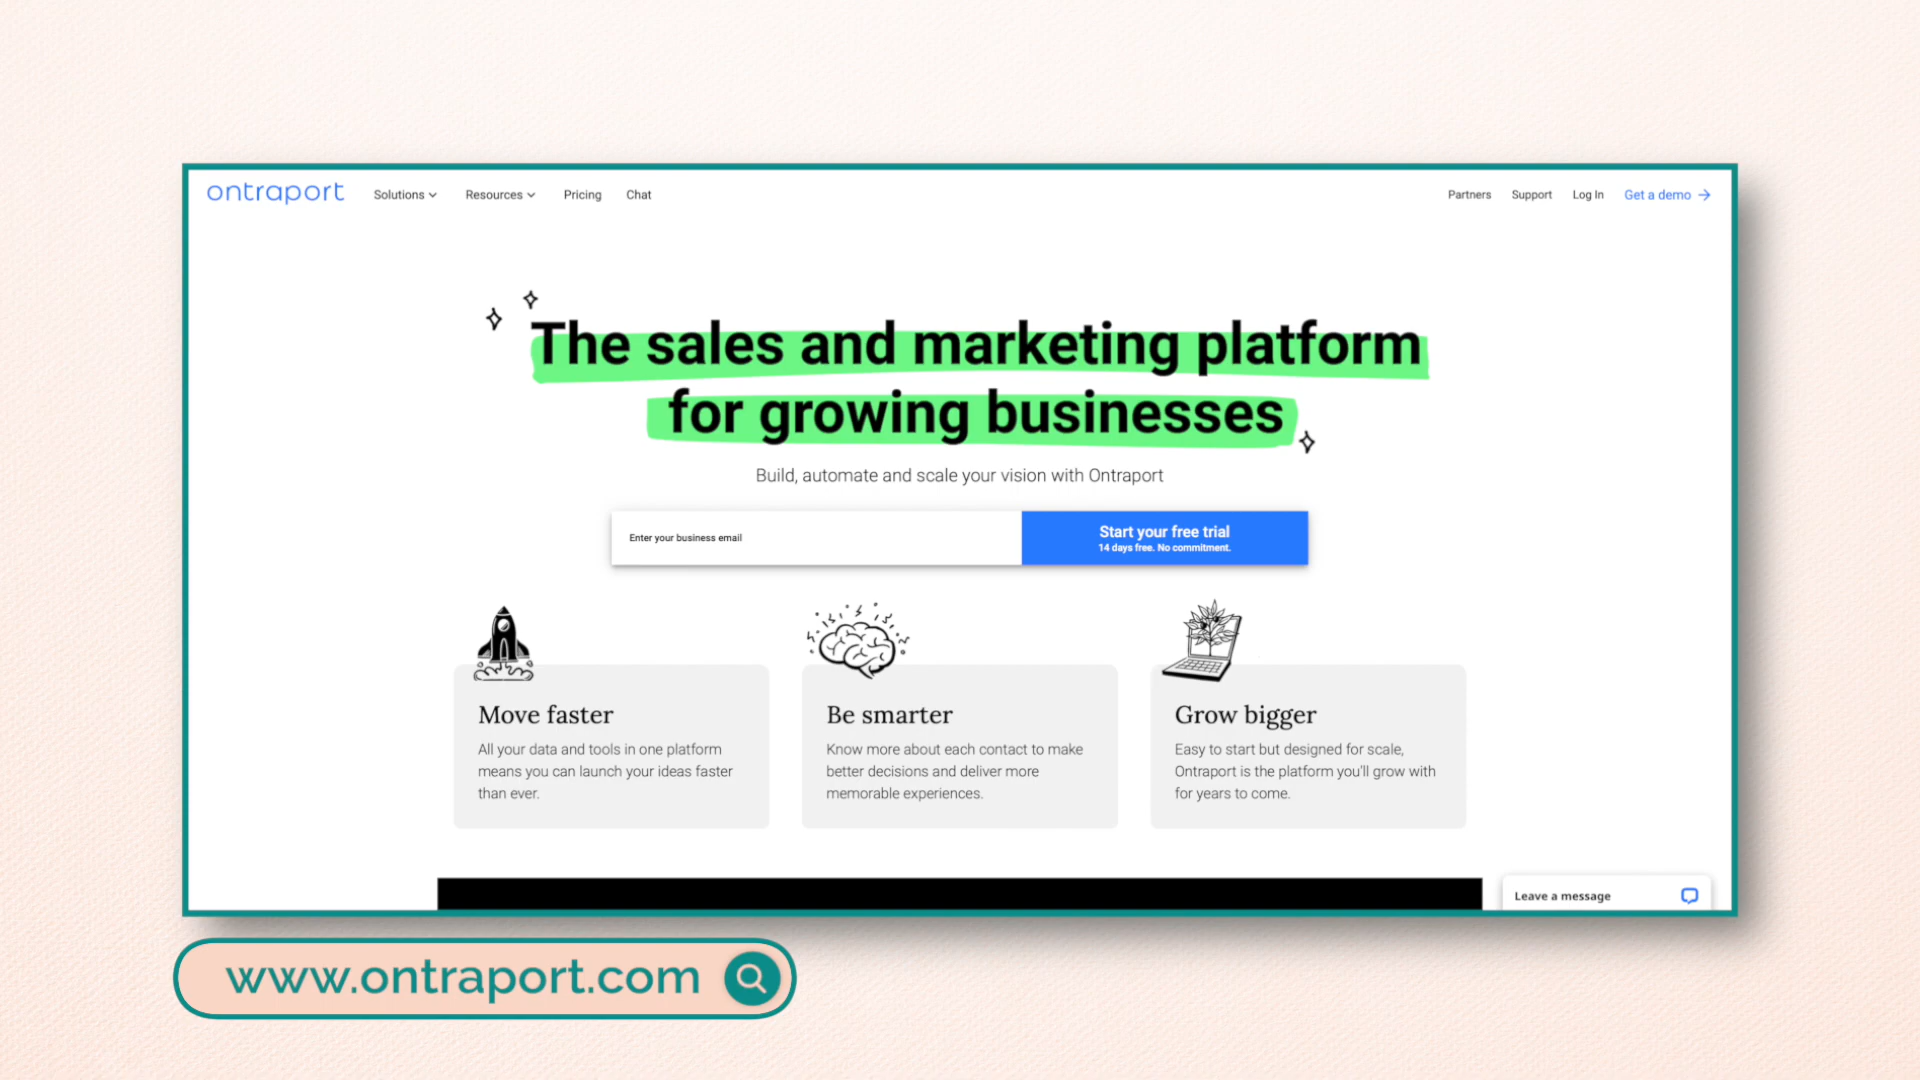 ontraport Solutions Resources Pricing Chat Partners Support Log In Get a demo
The sales and marketing platform
for growing businesses
Build, automate and scale your vision with Ontraport
Enter your business email
Start your free trial
14 days free. No commitment.
Move faster
All your data and tools in one platform
means you can launch your ideas faster
than ever.
Be smarter
Know more about each contact to make
better decisions and deliver more
memorable experiences.
Grow bigger
Easy to start but designed for scale,
Ontraport is the platform you'll grow with
for years to come.
Leave a message
www.ontraport.com